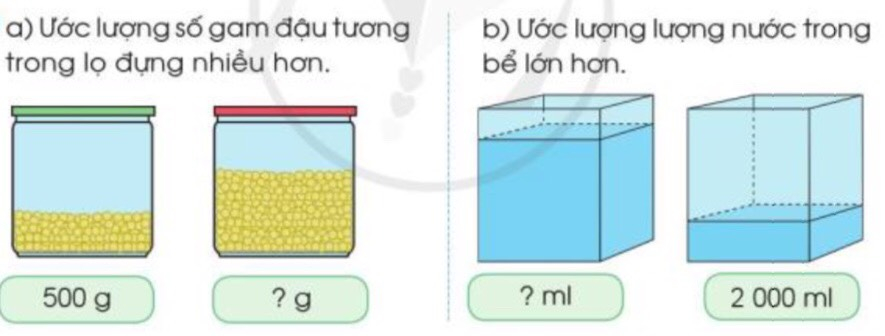 a) Ước lượng số gam đậu tương
trong lọ đựng nhiều hơn.
500 g
? g
b) Ước lượng lượng nước trong
bể lớn hơn.
? ml
2 000 ml